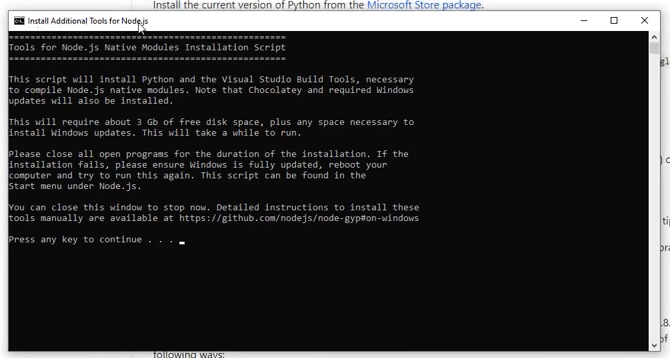 Install the current version of Python from the Microsoft Store package.
Install Additional Tools for Node.js
================================================
Tools for Node.js Native Modules Installation Script
================================================
This script will install Python and the Visual Studio Build Tools, necessary
to compile Node.js native modules. Note that Chocolatey and required Windows
updates will also be installed.
This will require about 3 Gb of free disk space, plus any space necessary to
install Windows updates. This will take a while to run.
Please close all open programs for the duration of the installation. If the
installation fails, please ensure Windows is fully updated, reboot your
computer and try to run this again. This script can be found in the
Start menu under Node.js.
You can close this window to stop now. Detailed instructions to install these
tools manually are available at https://github.com/nodejs/node-gyp#on-windows
Press any key to continue . . .
following ways: